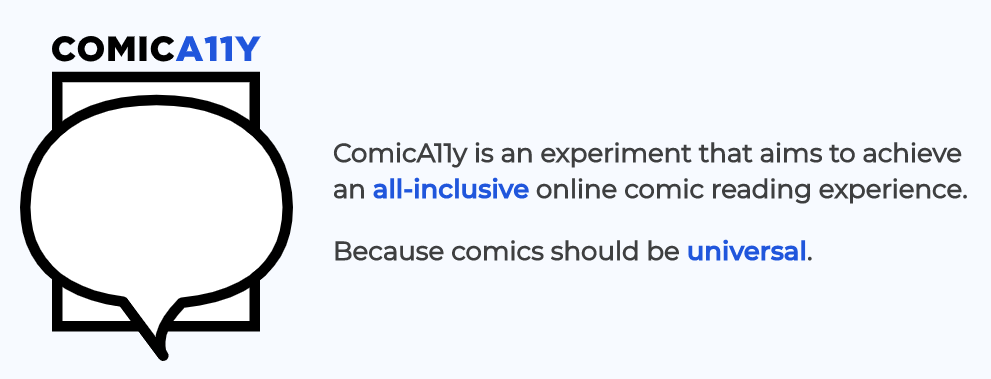 COMICA11Y
ComicA11y is an experiment that aims to achieve
an all-inclusive online comic reading experience.
Because comics should be universal.